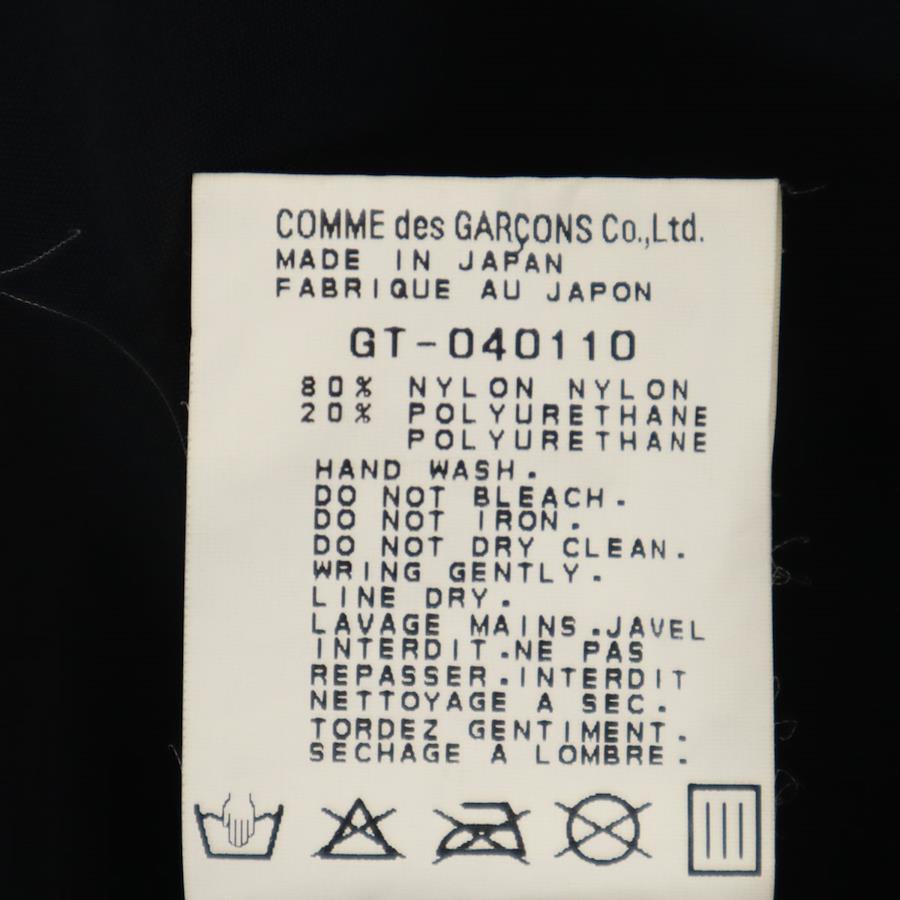 COMME des GARÇONS Co.,Ltd.
MADE IN JAPAN
FABRIQUE AU JAPON
GT-040110
80% NYLON NYLON
20% POLYURETHANE
POLYURETHANE
HAND WASH.
DO NOT BLEACH.
DO NOT IRON.
DO NOT DRY CLEAN.
WRING GENTLY.
LINE DRY.
LAVAGE MAINS.JAVEL
INTERDIT.NE PAS
REPASSER.INTERDIT
NETTOYAGE A SEC.
TORDEZ GENTIMENT.
SECHAGE A LOMBRE.